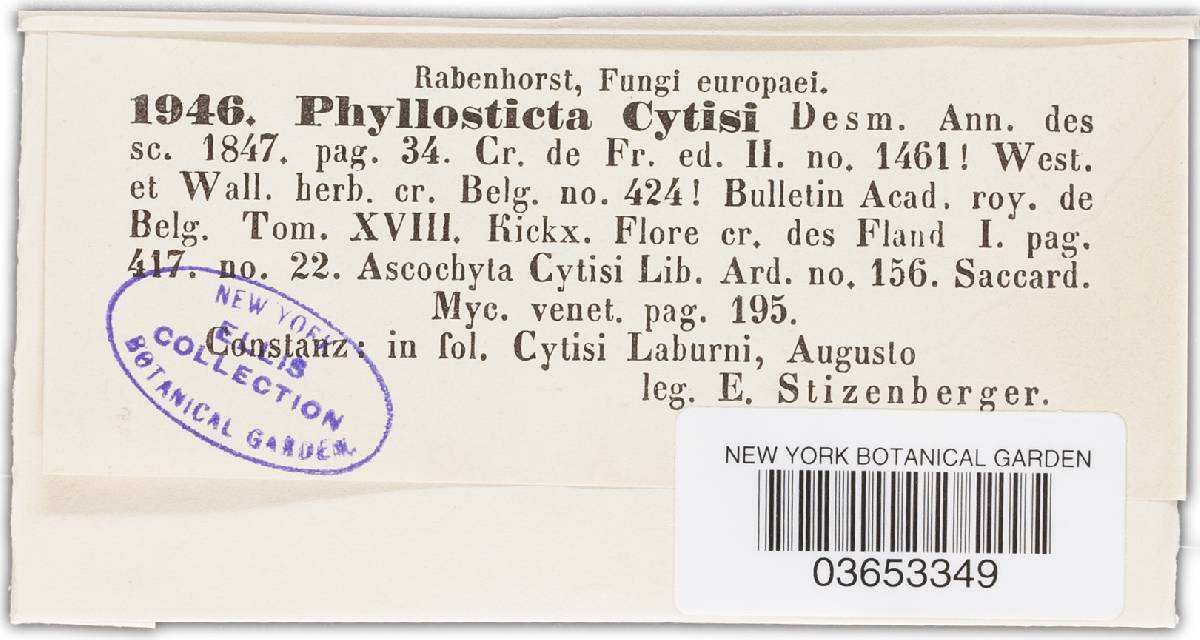 Rabenhorst, Fungi europaei.
1946. Phyllosticta Cytisi Desm. Ann. des
sc. 1847. pag. 34. Cr. de Fr. ed. II. no. 1461! West.
et Wall. herb. cr. Belg. no. 424! Bulletin Acad. roy. de
Belg. Tom. XVIII. Kickx. Flore cr. des Fland I. pag.
417. no. 22. Ascochyta Cytisi Lib. Ard. no. 156. Saccard.
Myc. venet. pag. 195.
Constanz: in fol. Cytisi Laburni, Augusto
leg. E. Stizenberger.
NEW YORK
ELLIS
COLLECTION
BOTANICAL GARDEN
NEW YORK BOTANICAL GARDEN
03653349